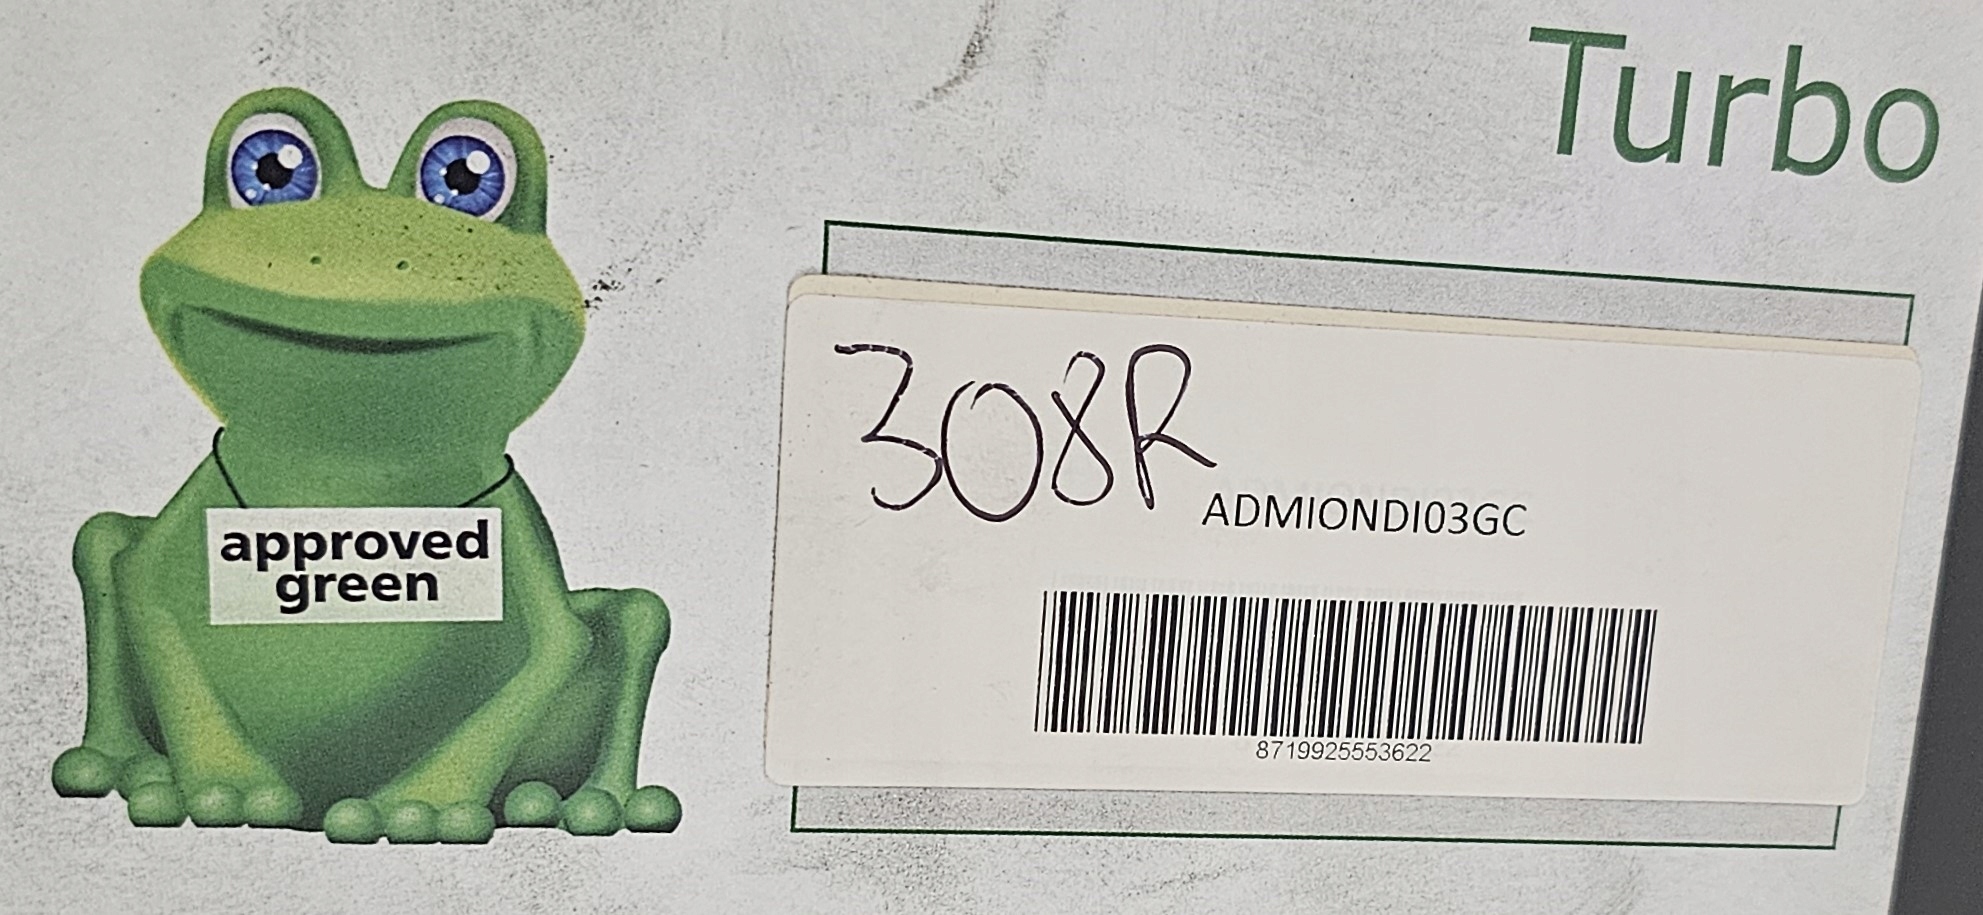 Turbo
308R
ADMIONDI03GC
approved
green
8719925553622